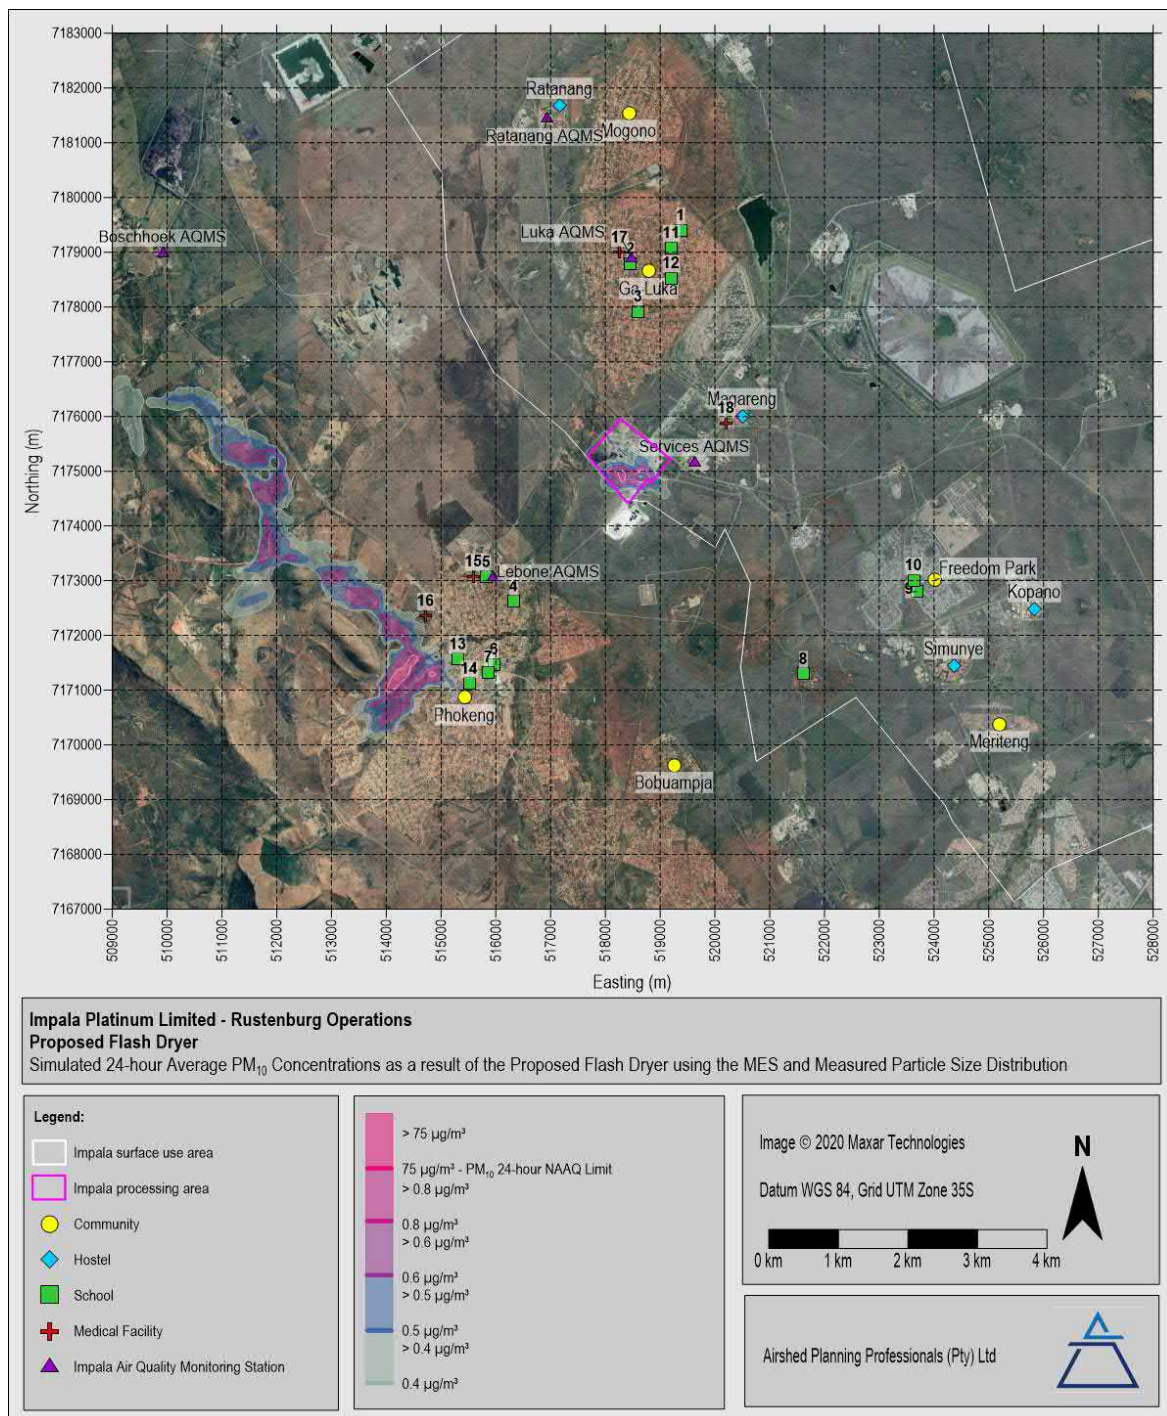 7183000
7182000
7181000
7180000
7179000
7178000
7177000
7176000
7175000
7174000
7173000
7172000
7171000
7170000
7169000
7168000
7167000
Northing (m)
Ratanang
Ratanang AQMS
Mogono
Boschhoek AQMS
Luka AQMS
17
2
1
11
12
Ga-Luka
3
Magareng
18
Services AQMS
155
Lebone AQMS
4
16
13
6
7
14
Phokeng
10
9
Freedom Park
Kopano
Simunye
8
Meriteng
Bobuampja
509000
510000
511000
512000
513000
514000
515000
516000
517000
518000
519000
520000
521000
522000
523000
524000
525000
526000
527000
528000
Easting (m)
Impala Platinum Limited - Rustenburg Operations
Proposed Flash Dryer
Simulated 24-hour Average PM₁₀ Concentrations as a result of the Proposed Flash Dryer using the MES and Measured Particle Size Distribution
Legend:
Impala surface use area
Impala processing area
Community
Hostel
School
Medical Facility
Impala Air Quality Monitoring Station
> 75 µg/m³
75 µg/m³ - PM₁₀ 24-hour NAAQ Limit
> 0.8 µg/m³
0.8 µg/m³
> 0.6 µg/m³
0.6 µg/m³
> 0.5 µg/m³
0.5 µg/m³
> 0.4 µg/m³
0.4 µg/m³
Image © 2020 Maxar Technologies
Datum WGS 84, Grid UTM Zone 35S
N
0 km 1 km 2 km 3 km 4 km
Airshed Planning Professionals (Pty) Ltd